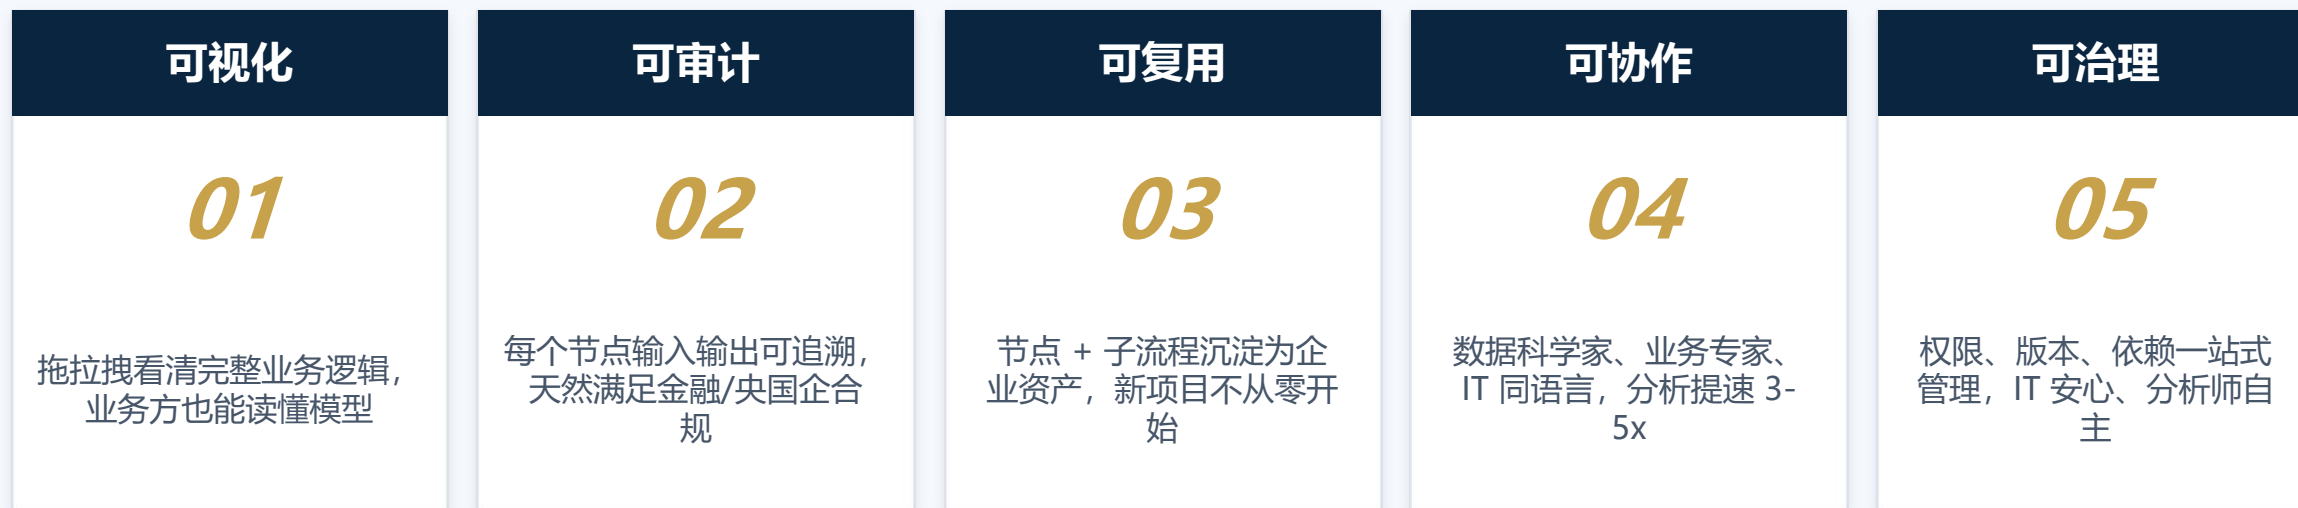 可视化
01
拖拉拽看清完整业务逻辑，
业务方也能读懂模型
可审计
02
每个节点输入输出可追溯，
天然满足金融/央国企合
规
可复用
03
节点 + 子流程沉淀为企
业资产，新项目不从零开
始
可协作
04
数据科学家、业务专家、
IT 同语言，分析提速 3-
5x
可治理
05
权限、版本、依赖一站式
管理，IT 安心、分析师自
主